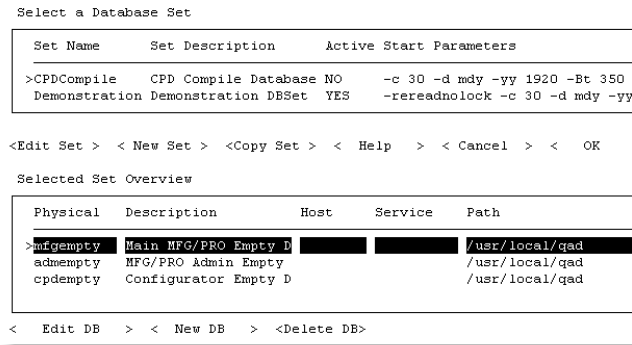 Select a Database Set
Set Name Set Description Active Start Parameters
>CPDCompile CPD Compile Database NO -c 30 -d mdy -yy 1920 -Bt 350
Demonstration Demonstration DBSet YES -rereadnolock -c 30 -d mdy -yy
<Edit Set > < New Set > <Copy Set > < Help > < Cancel > < OK
Selected Set Overview
Physical Description Host Service Path
>mfgempty Main MFG/PRO Empty D /usr/local/qad
admempty MFG/PRO Admin Empty /usr/local/qad
cpdempty Configurator Empty D /usr/local/qad
< Edit DB > < New DB > <Delete DB>